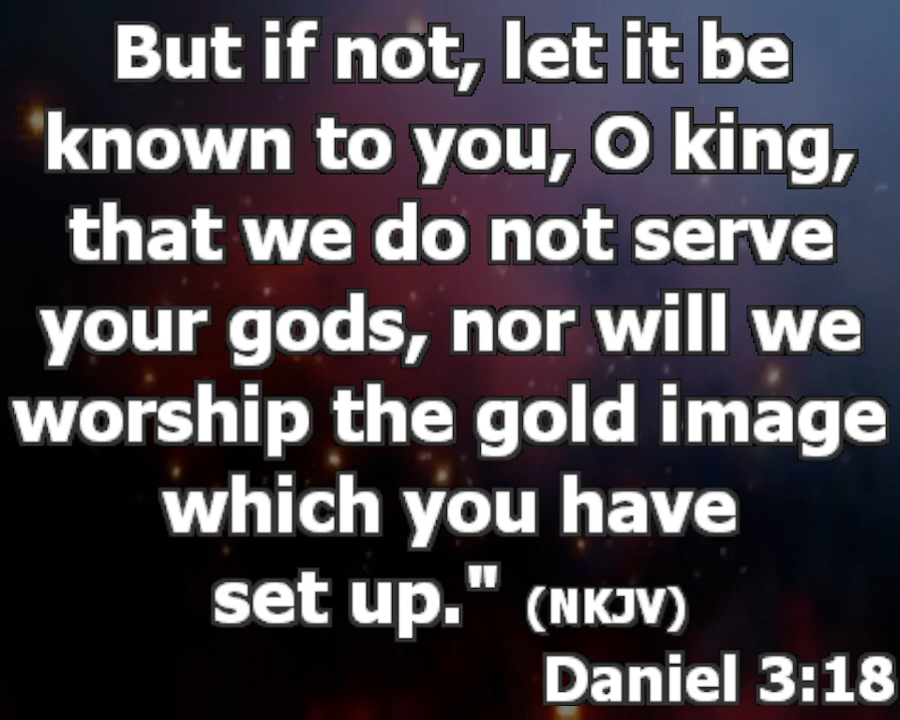 But if not, let it be
known to you, O king,
that we do not serve
your gods, nor will we
worship the gold image
which you have
set up." (NKJV)
Daniel 3:18